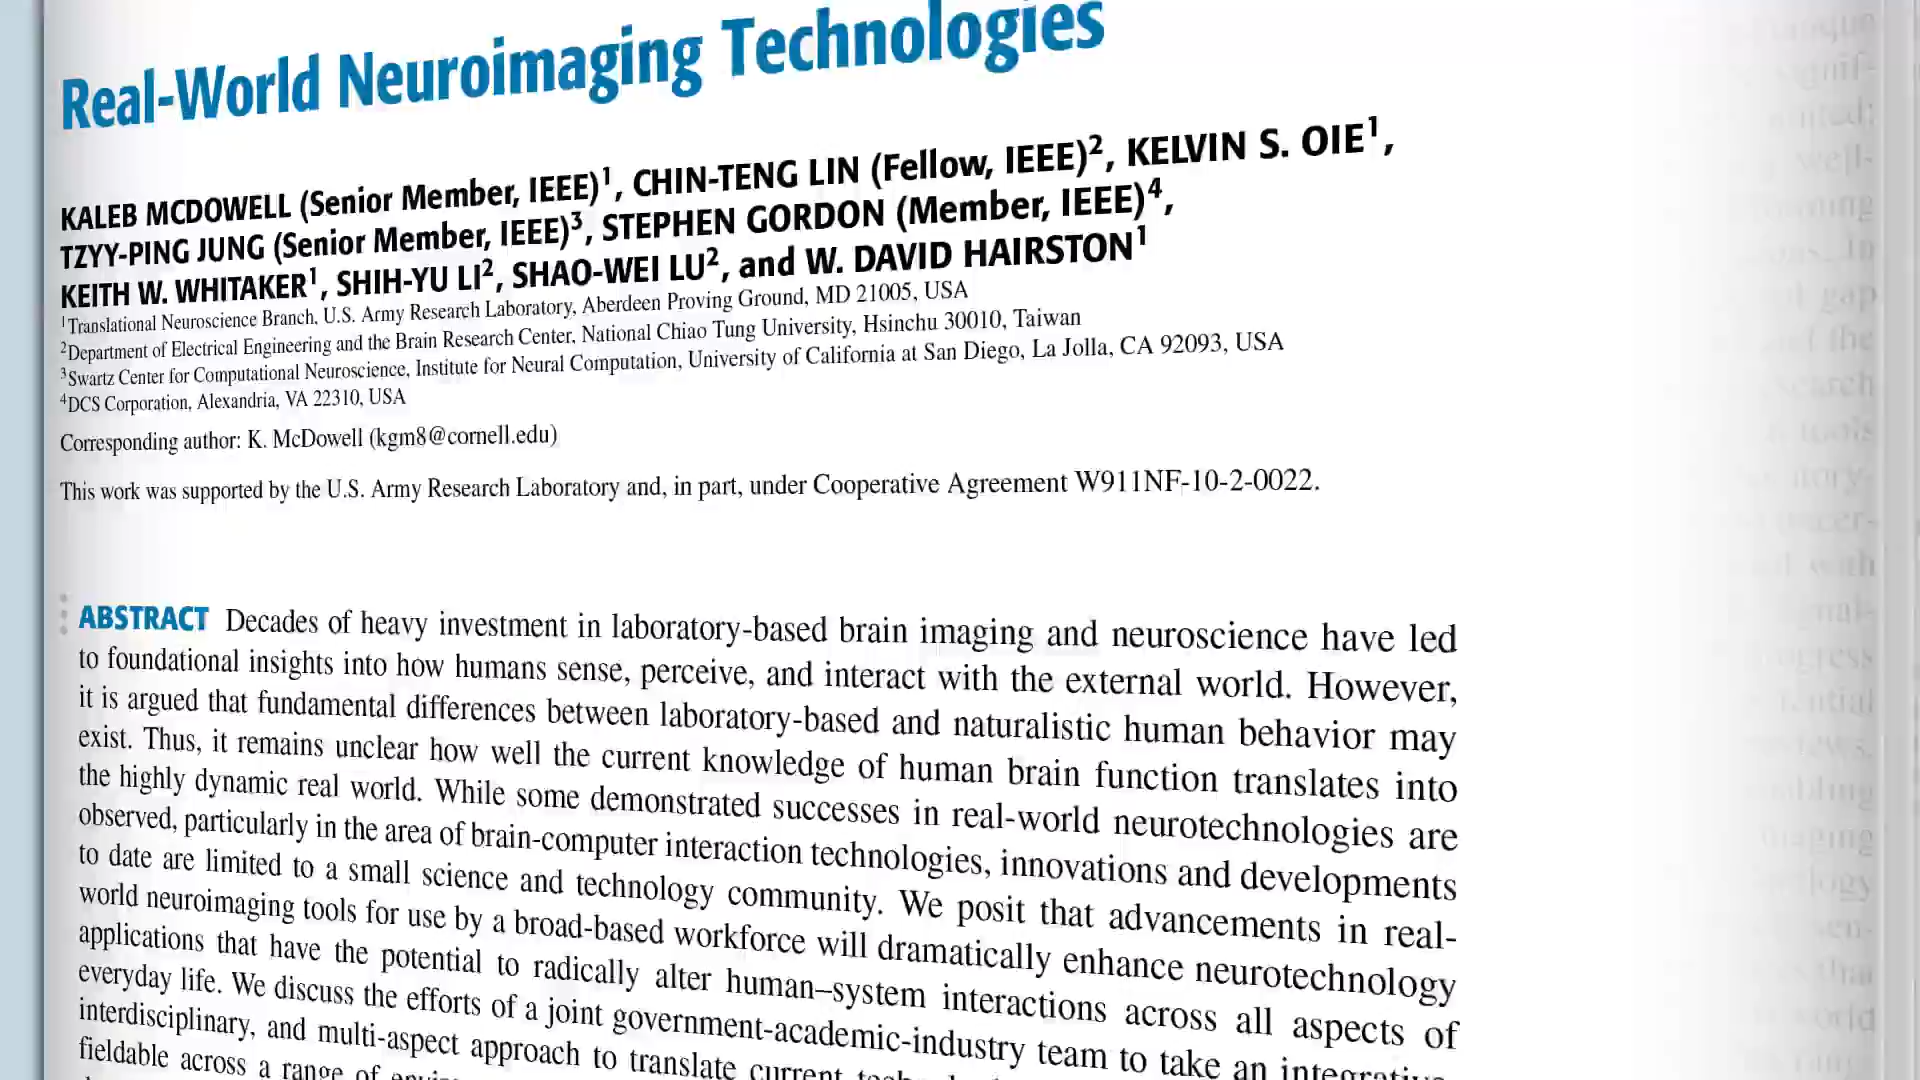 Real-World Neuroimaging Technologies
KALEB MCDOWELL (Senior Member, IEEE)1, CHIN-TENG LIN (Fellow, IEEE)2, KELVIN S. OIE1,
TZYY-PING JUNG (Senior Member, IEEE)3, STEPHEN GORDON (Member, IEEE)4,
KEITH W. WHITAKER1, SHIH-YU LI2, SHAO-WEI LU2, and W. DAVID HAIRSTON1
1Translational Neuroscience Branch, U.S. Army Research Laboratory, Aberdeen Proving Ground, MD 21005, USA
2Department of Electrical Engineering and the Brain Research Center, National Chiao Tung University, Hsinchu 30010, Taiwan
3Swartz Center for Computational Neuroscience, Institute for Neural Computation, University of California at San Diego, La Jolla, CA 92093, USA
4DCS Corporation, Alexandria, VA 22310, USA
Corresponding author: K. McDowell (kgm8@cornell.edu)
This work was supported by the U.S. Army Research Laboratory and, in part, under Cooperative Agreement W911NF-10-2-0022.
ABSTRACT Decades of heavy investment in laboratory-based brain imaging and neuroscience have led
to foundational insights into how humans sense, perceive, and interact with the external world. However,
it is argued that fundamental differences between laboratory-based and naturalistic human behavior may
exist. Thus, it remains unclear how well the current knowledge of human brain function translates into
the highly dynamic real world. While some demonstrated successes in real-world neurotechnologies are
observed, particularly in the area of brain-computer interaction technologies, innovations and developments
to date are limited to a small science and technology community. We posit that advancements in real-
world neuroimaging tools for use by a broad-based workforce will dramatically enhance neurotechnology
applications that have the potential to radically alter human–system interactions across all aspects of
everyday life. We discuss the efforts of a joint government-academic-industry team to take an integrative,
interdisciplinary, and multi-aspect approach to translate current
fieldable across a range of